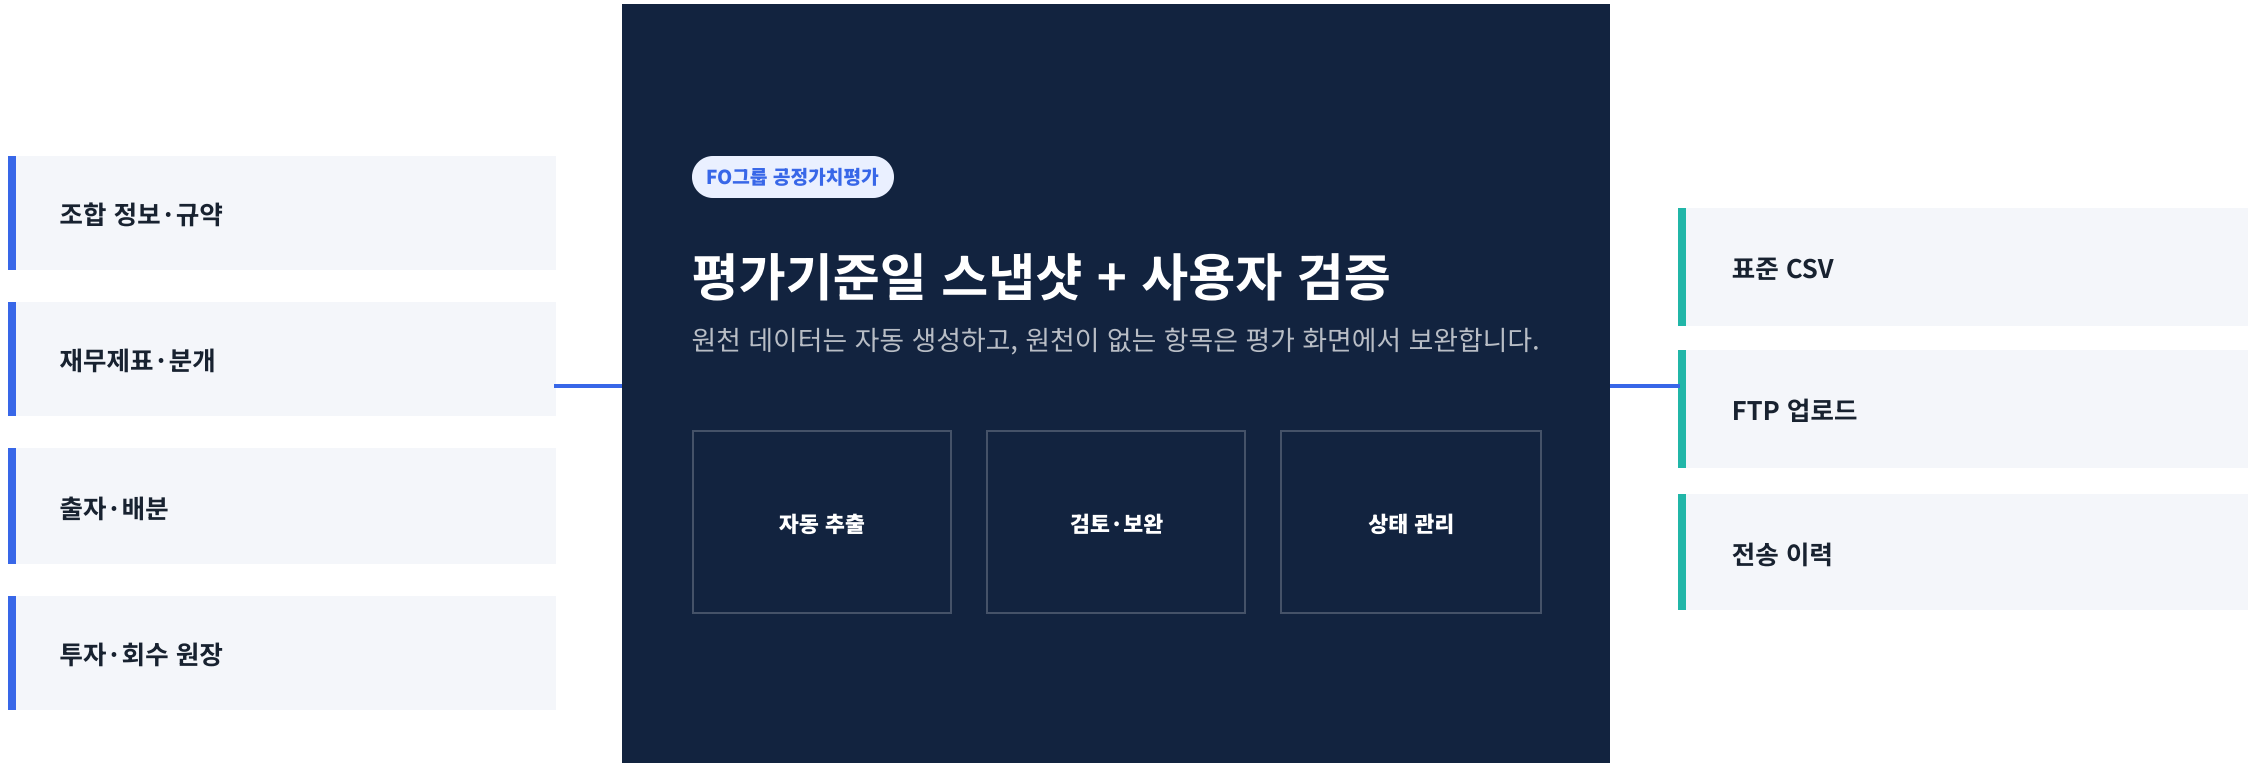 조합 정보·규약
재무제표·분개
출자·배분
투자·회수 원장
FO그룹 공정가치평가
평가기준일 스냅샷 + 사용자 검증
원천 데이터는 자동 생성하고, 원천이 없는 항목은 평가 화면에서 보완합니다.
자동 추출
검토·보완
상태 관리
표준 CSV
FTP 업로드
전송 이력